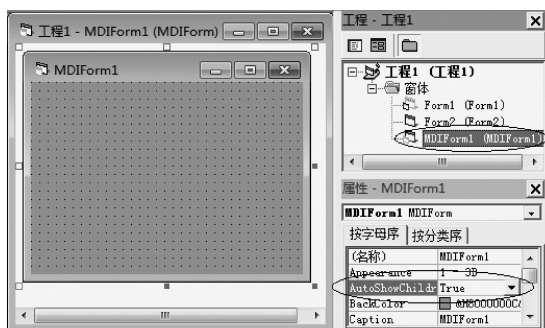 工程1 - MDIForm1 (MDIForm)
MDIForm1
工程 - 工程1
工程1 (工程1)
窗体
Form1 (Form1)
Form2 (Form2)
MDIForm1 (MDIForm1)
属性 - MDIForm1
MDIForm1 MDIForm
按字母序 按分类序
(名称) MDIForm1
Appearance 1 - 3D
AutoShowChildr True
BackColor &H8000000C&
Caption MDIForm1